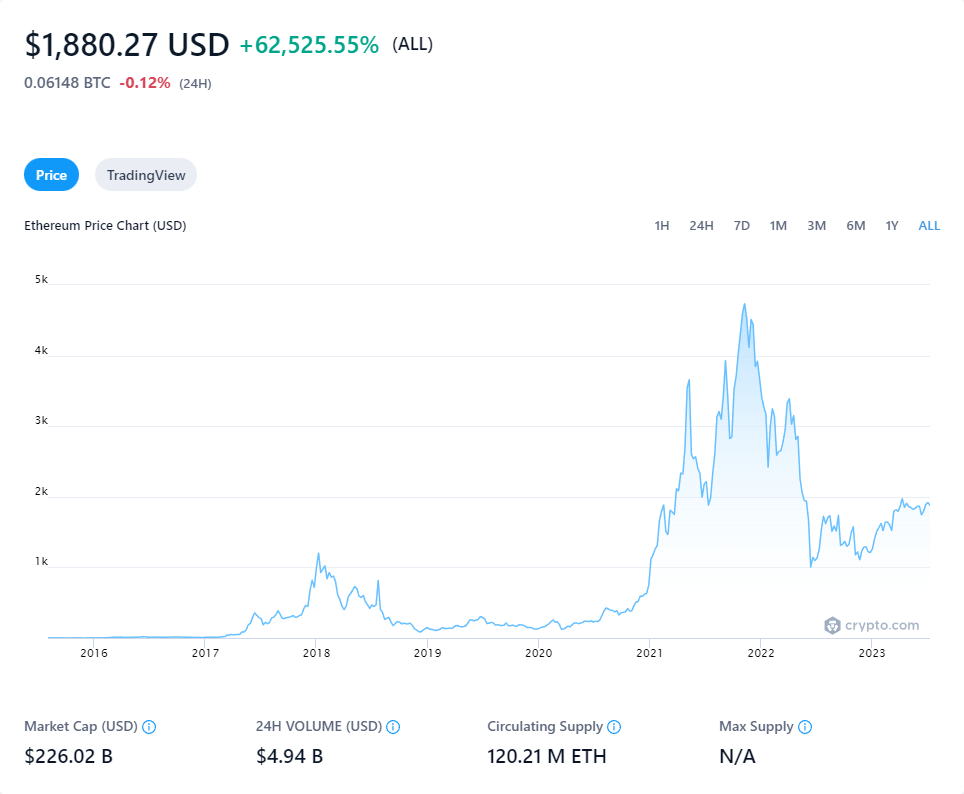 $1,880.27 USD +62,525.55% (ALL)
0.06148 BTC -0.12% (24H)
Price TradingView
Ethereum Price Chart (USD) 1H 24H 7D 1M 3M 6M 1Y ALL
5k
4k
3k
2k
1k
crypto.com
2016 2017 2018 2019 2020 2021 2022 2023
Market Cap (USD) 24H VOLUME (USD) Circulating Supply Max Supply
$226.02 B $4.94 B 120.21 M ETH N/A